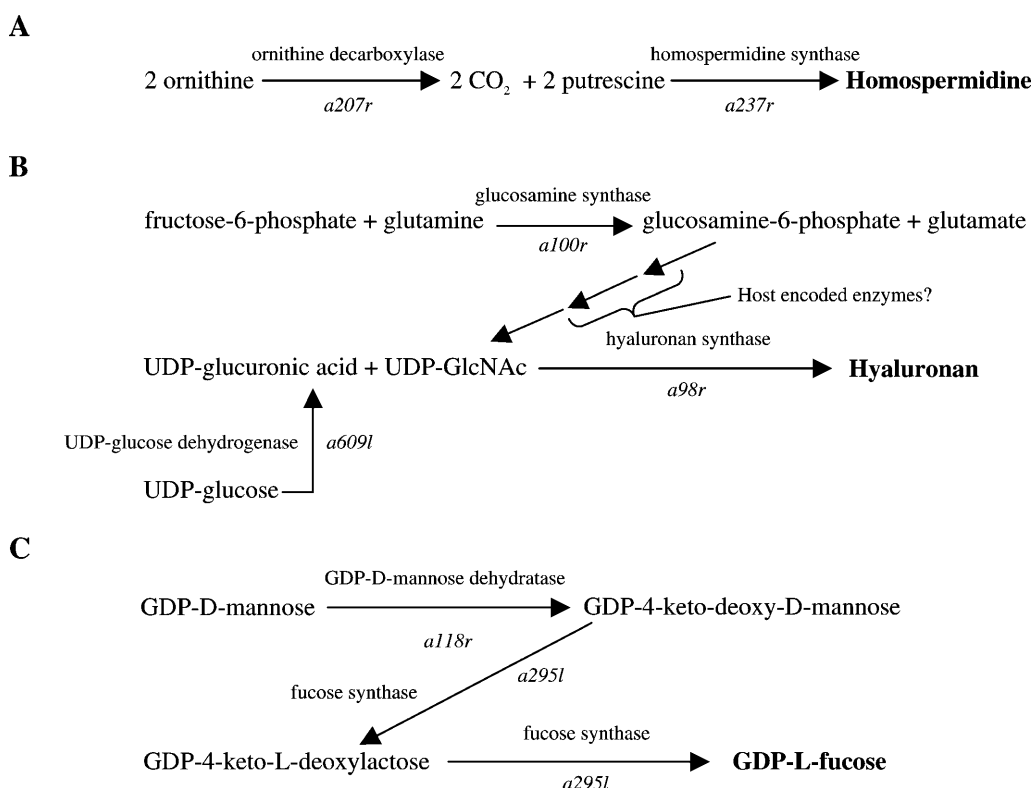 A
ornithine decarboxylase homospermidine synthase
2 ornithine 2 CO₂ + 2 putrescine Homospermidine
a207r a237r
B
glucosamine synthase
fructose-6-phosphate + glutamine glucosamine-6-phosphate + glutamate
a100r
Host encoded enzymes?
hyaluronan synthase
UDP-glucuronic acid + UDP-GlcNAc Hyaluronan
a98r
UDP-glucose dehydrogenase a609l
UDP-glucose
C
GDP-D-mannose dehydratase
GDP-D-mannose GDP-4-keto-deoxy-D-mannose
a118r
a295l
fucose synthase
fucose synthase
GDP-4-keto-L-deoxylactose GDP-L-fucose
a295l